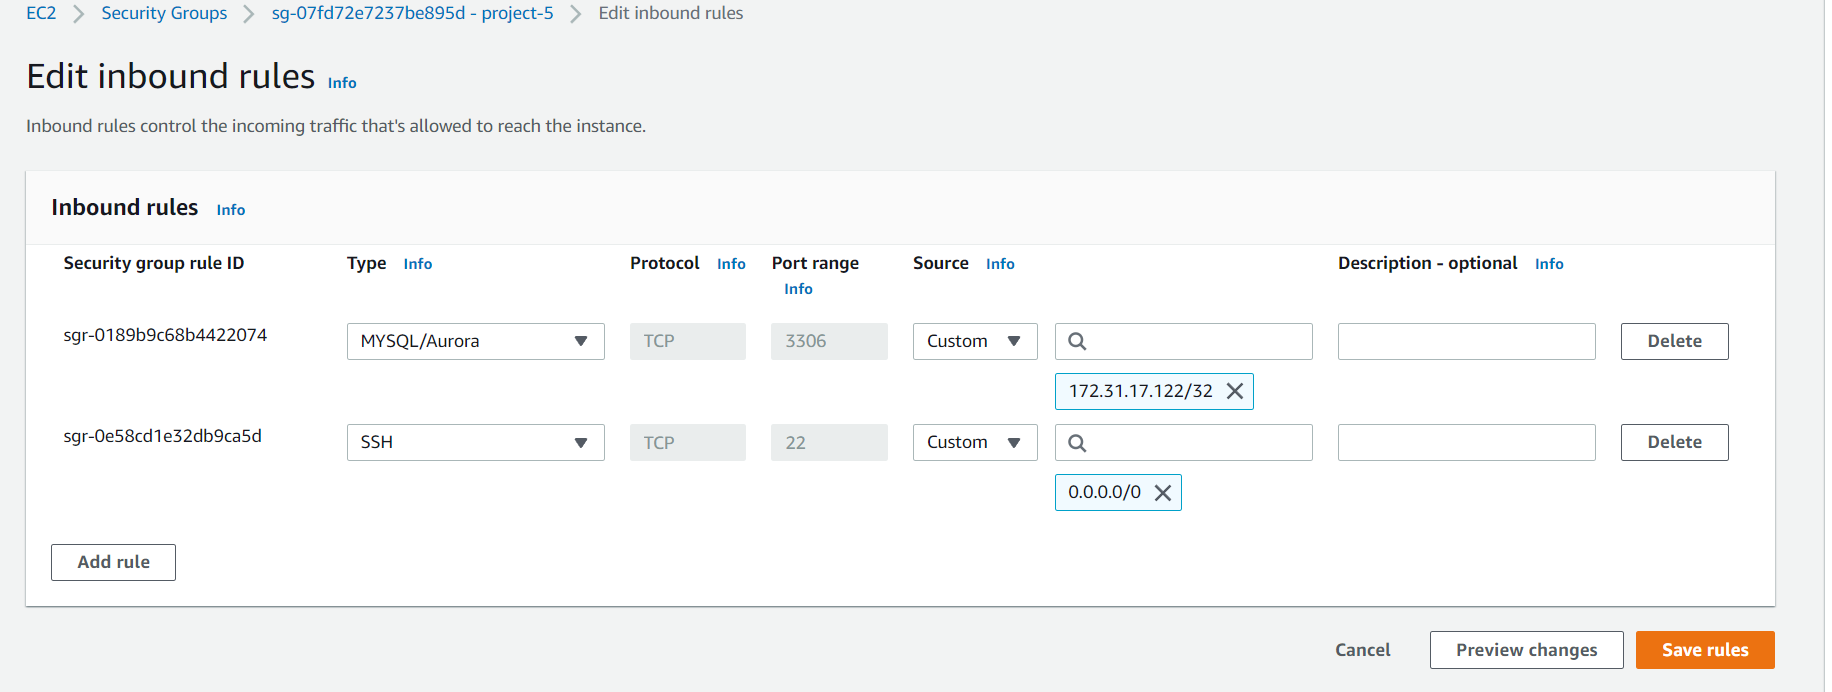 EC2 > Security Groups > sg-07fd72e7237be895d - project-5 > Edit inbound rules
Edit inbound rules Info
Inbound rules control the incoming traffic that's allowed to reach the instance.
Inbound rules Info
Security group rule ID Type Info Protocol Info Port range Info Source Info Description - optional Info
sgr-0189b9c68b4422074 MYSQL/Aurora TCP 3306 Custom Delete
172.31.17.122/32
sgr-0e58cd1e32db9ca5d SSH TCP 22 Custom Delete
0.0.0.0/0
Add rule
Cancel Preview changes Save rules